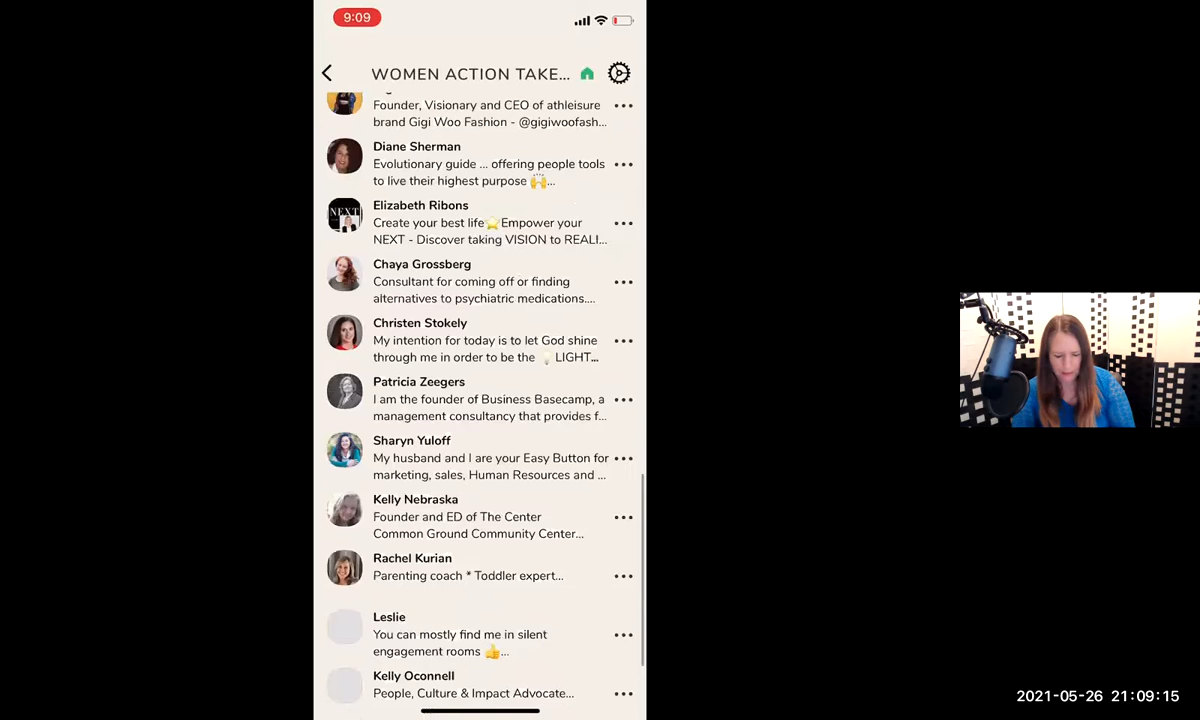 9:09
WOMEN ACTION TAKE...
Founder, Visionary and CEO of athleisure
brand Gigi Woo Fashion - @gigiwoofash...
Diane Sherman
Evolutionary guide ... offering people tools
to live their highest purpose 🙌...
Elizabeth Ribons
NEXT
Create your best life⭐Empower your
NEXT - Discover taking VISION to REALI...
Chaya Grossberg
Consultant for coming off or finding
alternatives to psychiatric medications....
Christen Stokely
My intention for today is to let God shine
through me in order to be the 💡LIGHT...
Patricia Zeegers
I am the founder of Business Basecamp, a
management consultancy that provides f...
Sharyn Yuloff
My husband and I are your Easy Button for
marketing, sales, Human Resources and ...
Kelly Nebraska
Founder and ED of The Center
Common Ground Community Center...
Rachel Kurian
Parenting coach * Toddler expert...
Leslie
You can mostly find me in silent
engagement rooms 👍...
Kelly Oconnell
People, Culture & Impact Advocate...
2021-05-26 21:09:15